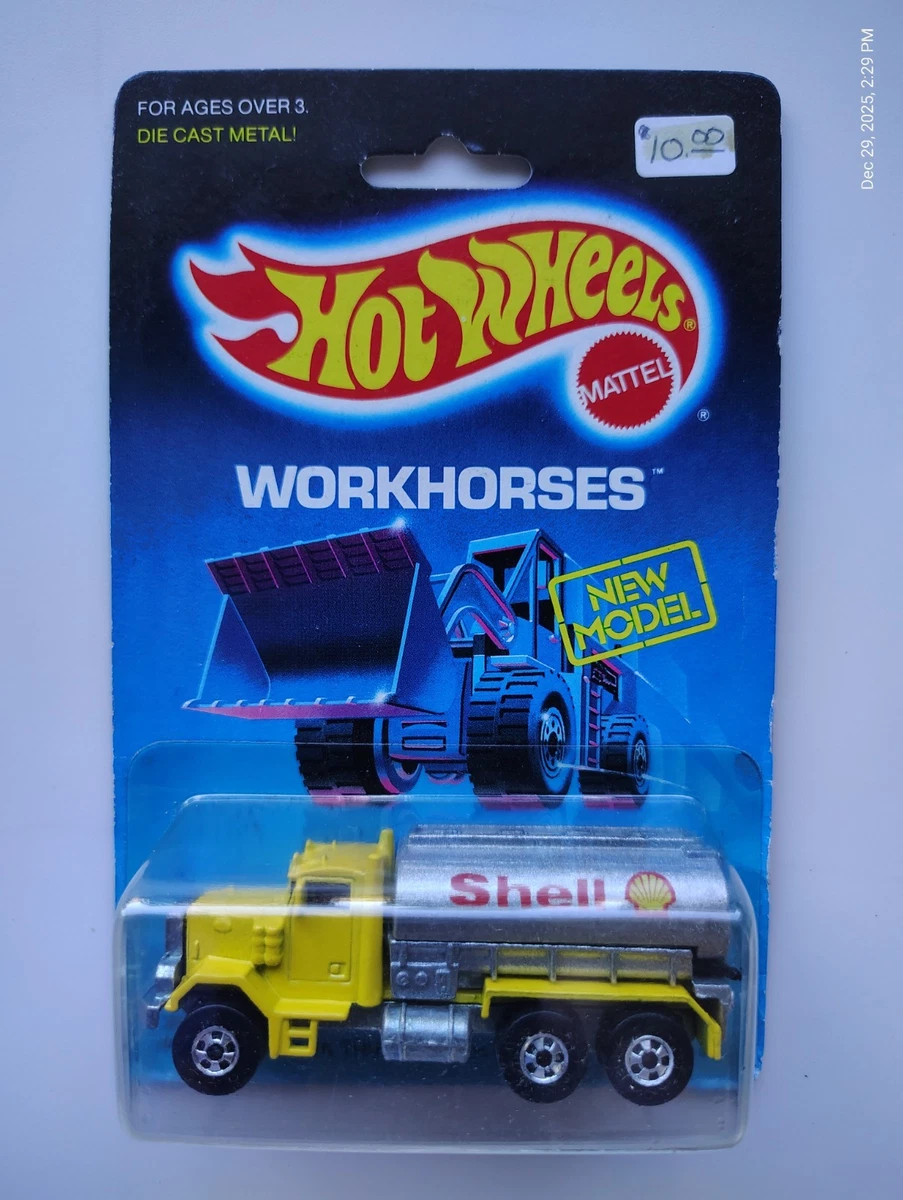 FOR AGES OVER 3.
DIE CAST METAL!
$10.00
Dec 29, 2025, 2:29 PM
HOT WHEELS®
MATTEL
®
WORKHORSES™
NEW
MODEL
Shell